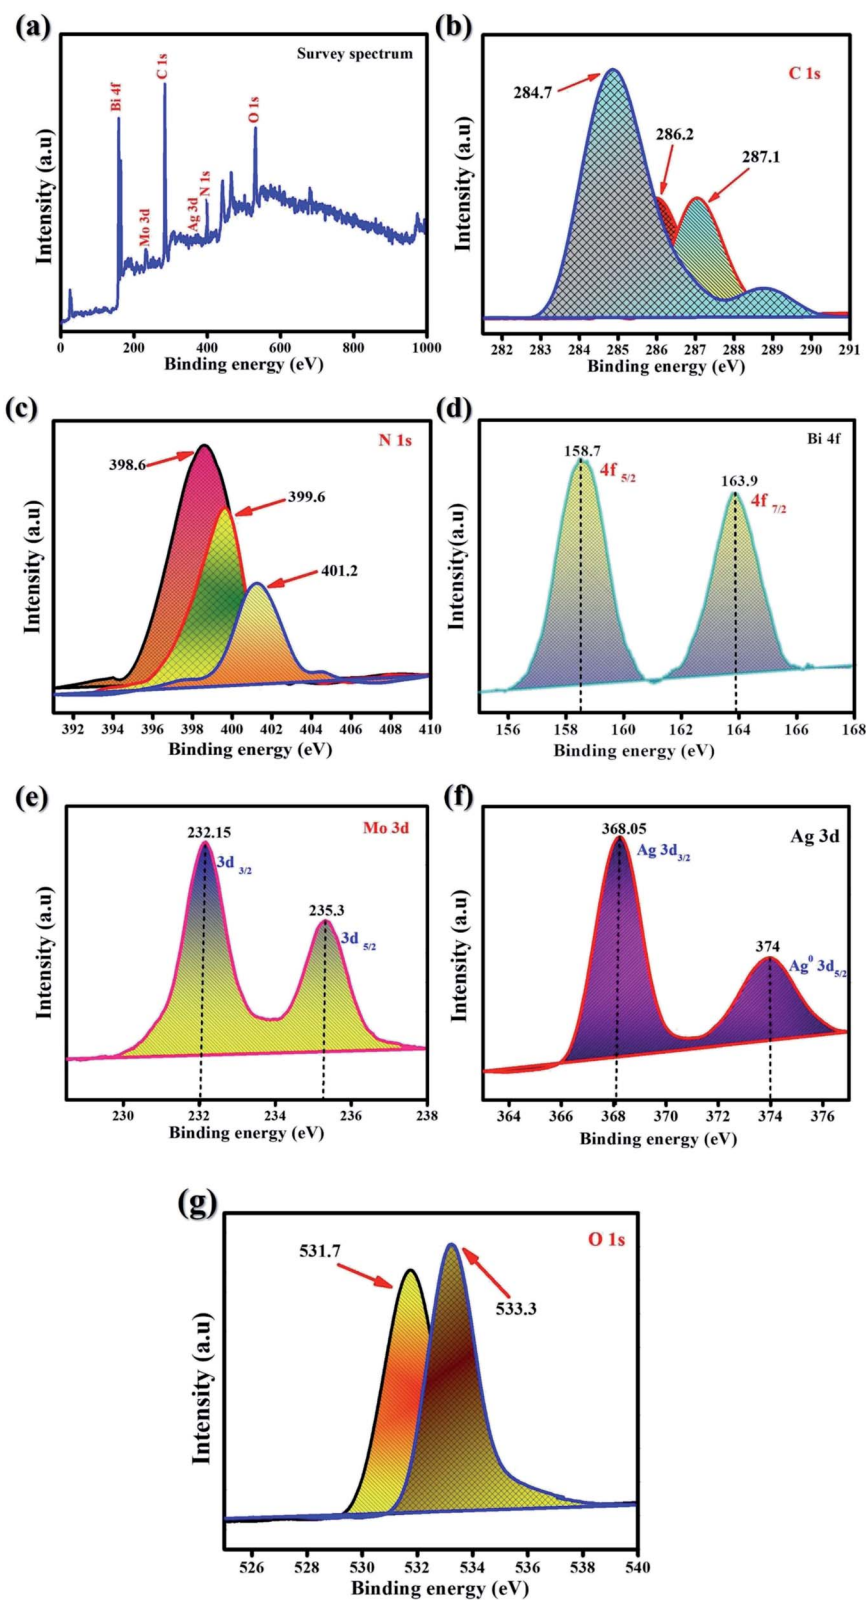 (a)
Survey spectrum
Bi 4f
Mo 3d
C 1s
Ag 3d
N 1s
O 1s
Intensity (a.u)
0 200 400 600 800 1000
Binding energy (eV)
(b)
C 1s
284.7
286.2
287.1
Intensity (a.u)
282 283 284 285 286 287 288 289 290 291
Binding energy (eV)
(c)
N 1s
398.6
399.6
401.2
Intensity (a.u)
392 394 396 398 400 402 404 406 408 410
Binding energy (eV)
(d)
Bi 4f
158.7
4f 5/2
163.9
4f 7/2
Intensity(a.u)
156 158 160 162 164 166 168
Binding energy (eV)
(e)
Mo 3d
232.15
3d 3/2
235.3
3d 5/2
Intensity (a.u)
230 232 234 236 238
Binding energy (eV)
(f)
Ag 3d
368.05
Ag 3d3/2
374
Ag0 3d5/2
Intensity (a.u)
364 366 368 370 372 374 376
Binding energy (eV)
(g)
O 1s
531.7
533.3
Intensity (a.u)
526 528 530 532 534 536 538 540
Binding energy (eV)